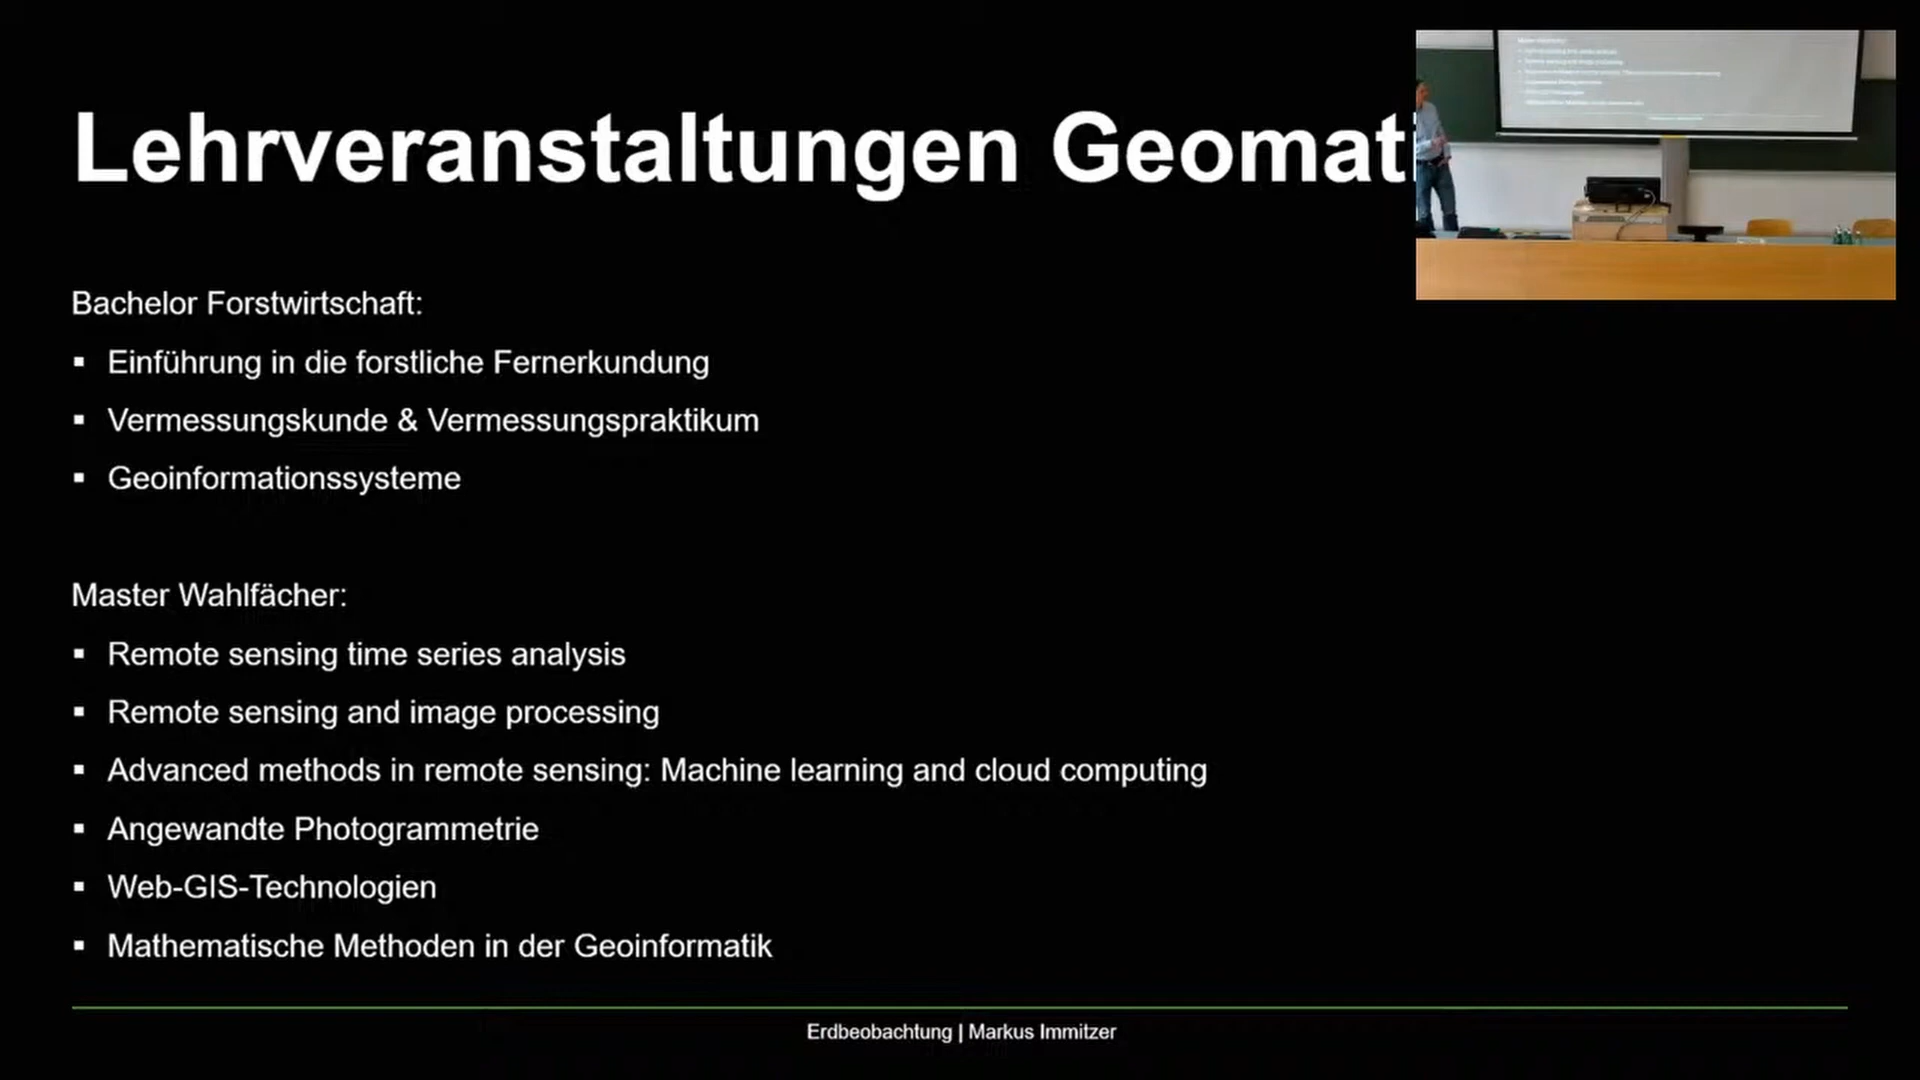 Lehrveranstaltungen Geomati
Bachelor Forstwirtschaft:
▪ Einführung in die forstliche Fernerkundung
▪ Vermessungskunde & Vermessungspraktikum
▪ Geoinformationssysteme
Master Wahlfächer:
▪ Remote sensing time series analysis
▪ Remote sensing and image processing
▪ Advanced methods in remote sensing: Machine learning and cloud computing
▪ Angewandte Photogrammetrie
▪ Web-GIS-Technologien
▪ Mathematische Methoden in der Geoinformatik
Erdbeobachtung | Markus Immitzer